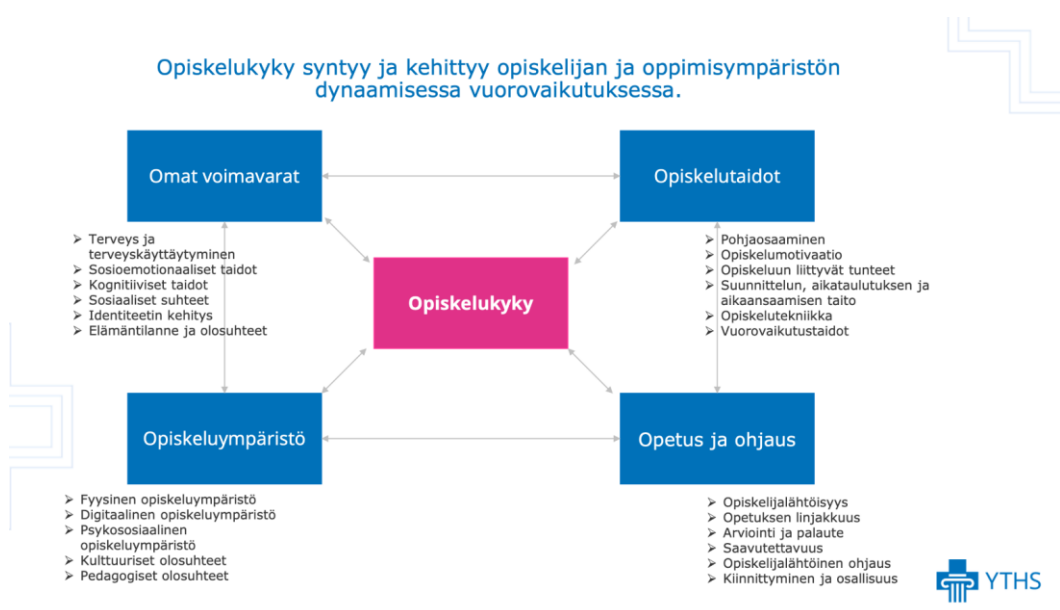 Opiskelukyky syntyy ja kehittyy opiskelijan ja oppimisympäristön
dynaamisessa vuorovaikutuksessa.
Omat voimavarat
➢ Terveys ja
terveyskäyttäytyminen
➢ Sosioemotionaaliset taidot
➢ Kognitiiviset taidot
➢ Sosiaaliset suhteet
➢ Identiteetin kehitys
➢ Elämäntilanne ja olosuhteet
Opiskelutaidot
➢ Pohjaosaaminen
➢ Opiskelumotivaatio
➢ Opiskeluun liittyvät tunteet
➢ Suunnittelun, aikataulutuksen ja
aikaansaamisen taito
➢ Opiskelutekniikka
➢ Vuorovaikutustaidot
Opiskelukyky
Opiskeluympäristö
➢ Fyysinen opiskeluympäristö
➢ Digitaalinen opiskeluympäristö
➢ Psykososiaalinen
opiskeluympäristö
➢ Kulttuuriset olosuhteet
➢ Pedagogiset olosuhteet
Opetus ja ohjaus
➢ Opiskelijalähtöisyys
➢ Opetuksen linjakkuus
➢ Arviointi ja palaute
➢ Saavutettavuus
➢ Opiskelijalähtöinen ohjaus
➢ Kiinnittyminen ja osallisuus
YTHS